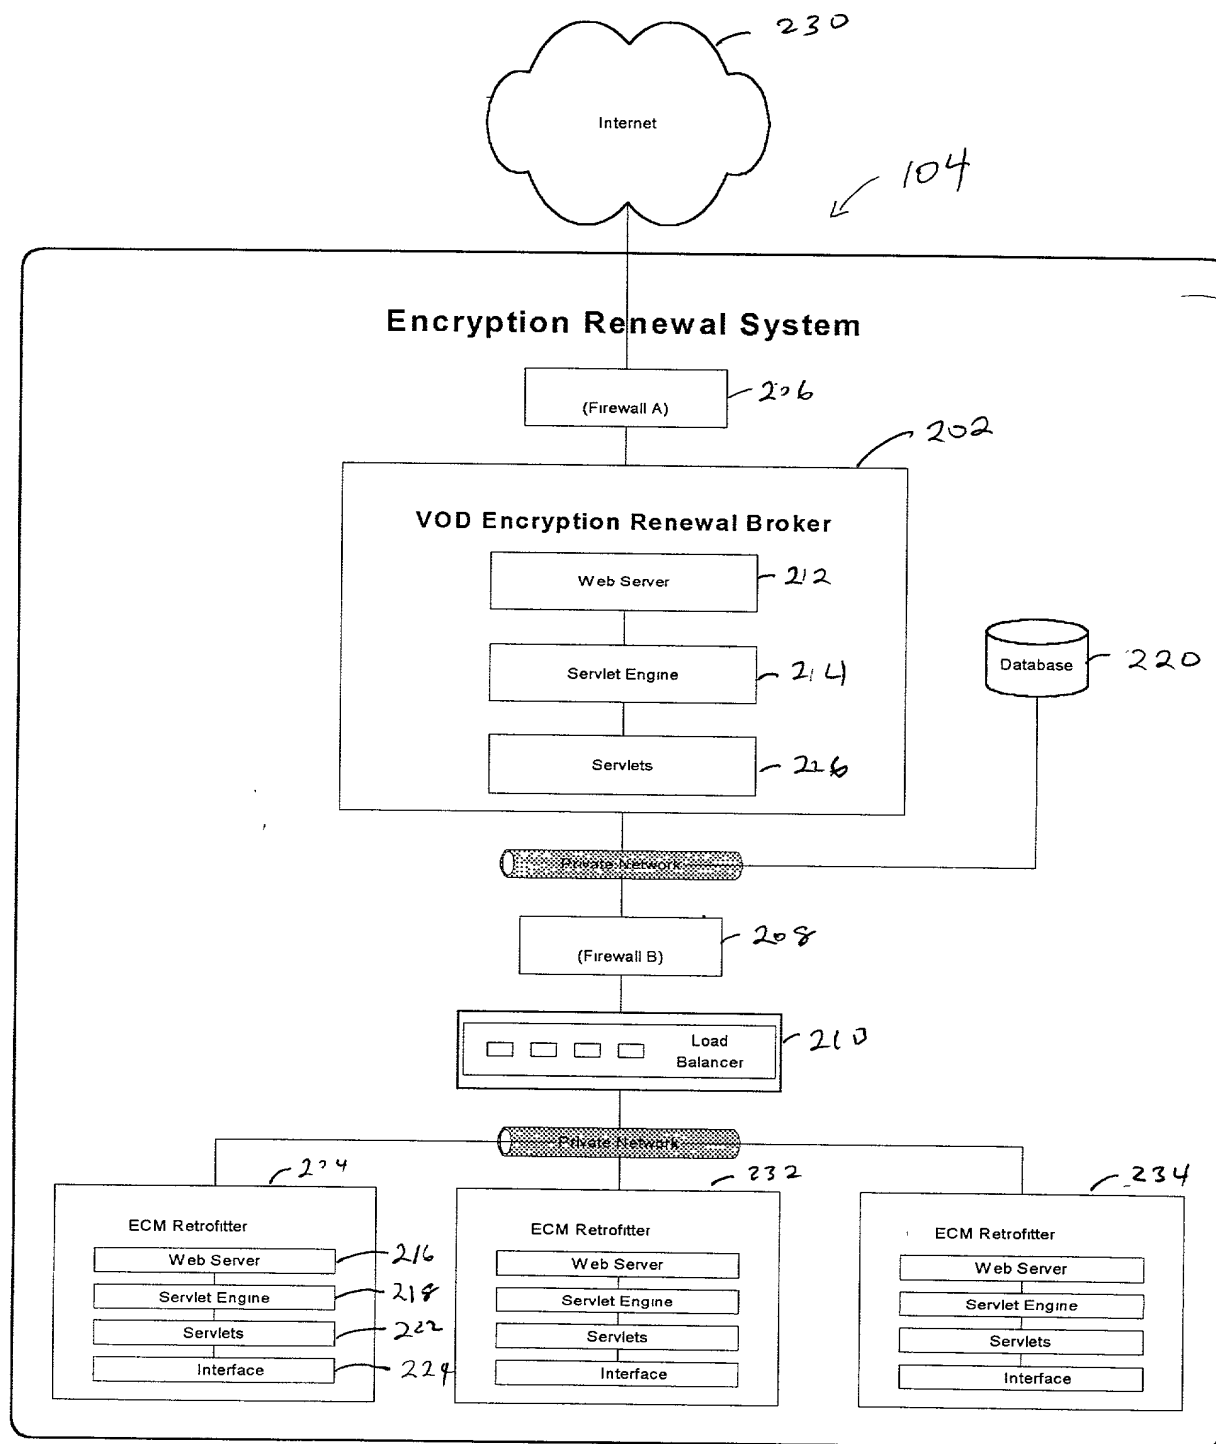 230
Internet
104
Encryption Renewal System
(Firewall A)
206
202
VOD Encryption Renewal Broker
Web Server
212
Servlet Engine
214
Database
220
Servlets
226
Private Network
(Firewall B)
208
Load
Balancer
210
Private Network
204
232
234
ECM Retrofitter
ECM Retrofitter
ECM Retrofitter
Web Server
216
Web Server
Web Server
Servlet Engine
218
Servlet Engine
Servlet Engine
Servlets
222
Servlets
Servlets
Interface
224
Interface
Interface